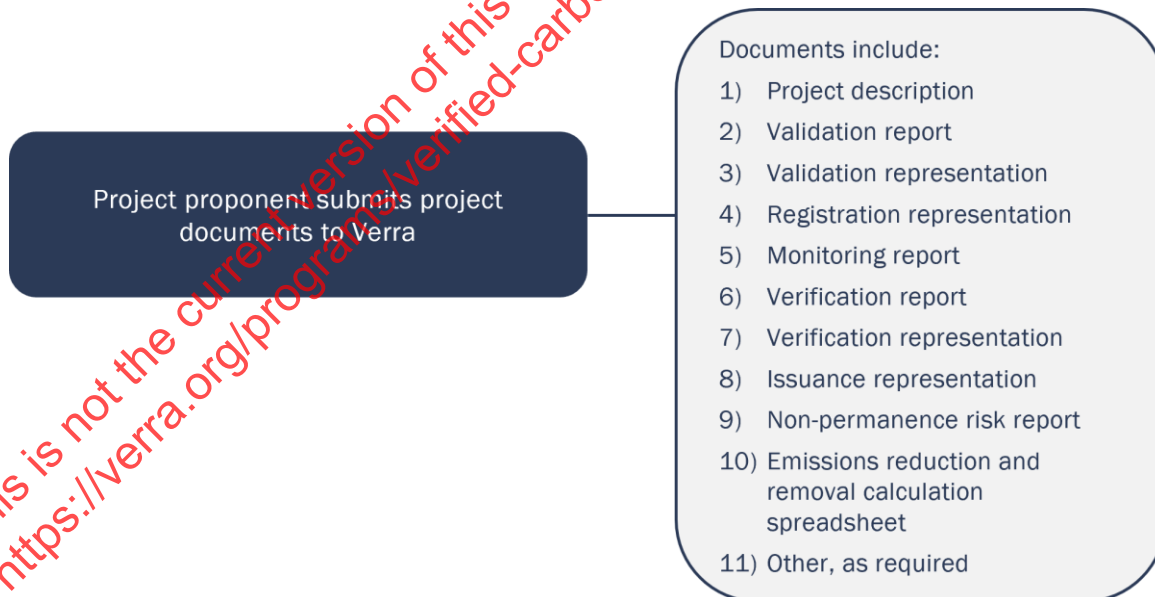 Project proponent submits project
documents to Verra
Documents include:
1) Project description
2) Validation report
3) Validation representation
4) Registration representation
5) Monitoring report
6) Verification report
7) Verification representation
8) Issuance representation
9) Non-permanence risk report
10) Emissions reduction and
removal calculation
spreadsheet
11) Other, as required
is not the current version of this
https://verra.org/programs/verified-carb